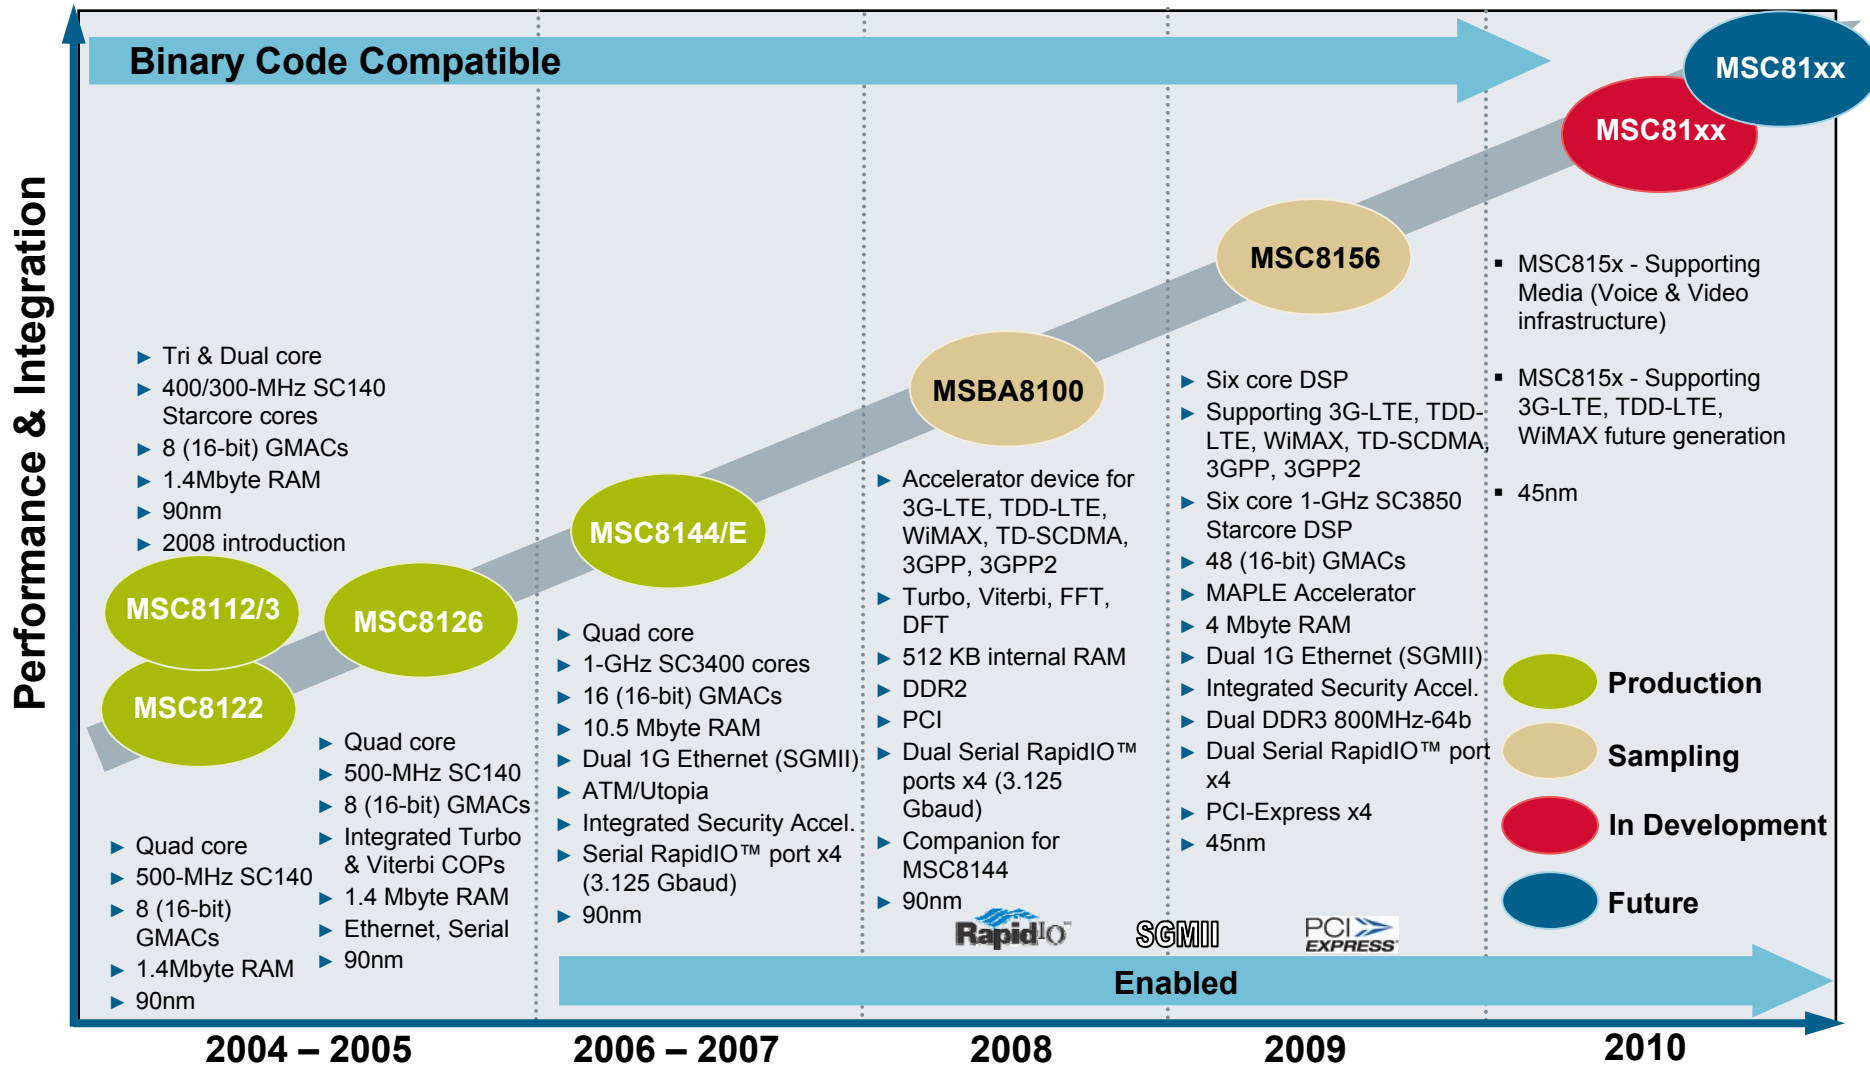 Binary Code Compatible
MSC81xx
MSC81xx
MSC8156
MSBA8100
MSC8144/E
MSC8112/3
MSC8126
MSC8122
Performance & Integration
► Tri & Dual core
► 400/300-MHz SC140
Starcore cores
► 8 (16-bit) GMACs
► 1.4Mbyte RAM
► 90nm
► 2008 introduction
► Quad core
► 500-MHz SC140
► 8 (16-bit)
GMACs
► 1.4Mbyte RAM
► 90nm
► Quad core
► 500-MHz SC140
► 8 (16-bit) GMACs
► Integrated Turbo
& Viterbi COPs
► 1.4 Mbyte RAM
► Ethernet, Serial
► 90nm
► Quad core
► 1-GHz SC3400 cores
► 16 (16-bit) GMACs
► 10.5 Mbyte RAM
► Dual 1G Ethernet (SGMII)
► ATM/Utopia
► Integrated Security Accel.
► Serial RapidIO™ port x4
(3.125 Gbaud)
► 90nm
► Accelerator device for
3G-LTE, TDD-LTE,
WiMAX, TD-SCDMA,
3GPP, 3GPP2
► Turbo, Viterbi, FFT,
DFT
► 512 KB internal RAM
► DDR2
► PCI
► Dual Serial RapidIO™
ports x4 (3.125
Gbaud)
► Companion for
MSC8144
► 90nm
► Six core DSP
► Supporting 3G-LTE, TDD-
LTE, WiMAX, TD-SCDMA,
3GPP, 3GPP2
► Six core 1-GHz SC3850
Starcore DSP
► 48 (16-bit) GMACs
► MAPLE Accelerator
► 4 Mbyte RAM
► Dual 1G Ethernet (SGMII)
► Integrated Security Accel.
► Dual DDR3 800MHz-64b
► Dual Serial RapidIO™ port
x4
► PCI-Express x4
► 45nm
▪ MSC815x - Supporting
Media (Voice & Video
infrastructure)
▪ MSC815x - Supporting
3G-LTE, TDD-LTE,
WiMAX future generation
▪ 45nm
Production
Sampling
In Development
Future
RapidIO
SGMII
PCI
EXPRESS
Enabled
2004 – 2005
2006 – 2007
2008
2009
2010